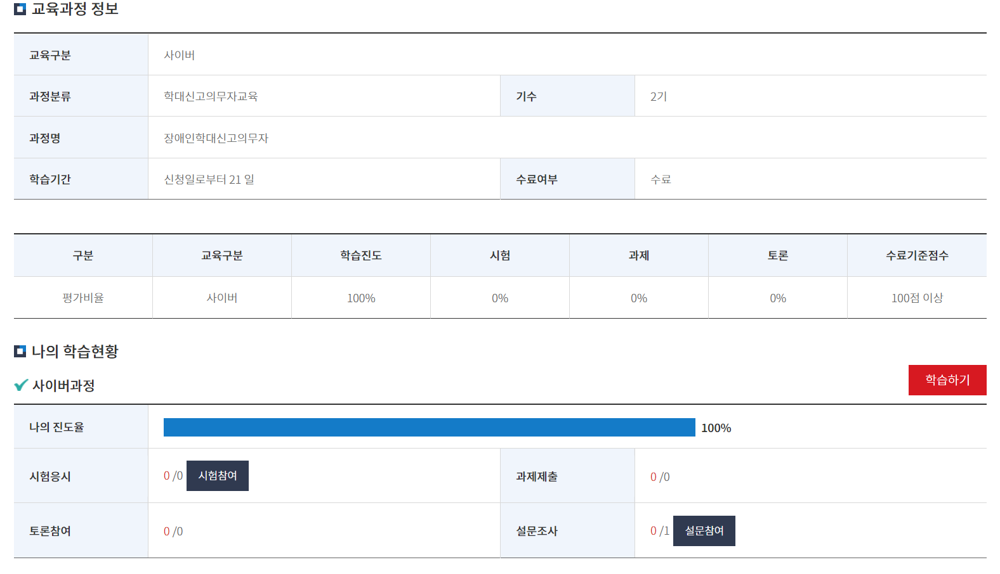 교육과정 정보
교육구분 사이버
과정분류 학대신고의무자교육 기수 2기
과정명 장애인학대신고의무자
학습기간 신청일로부터 21 일 수료여부 수료
구분 교육구분 학습진도 시험 과제 토론 수료기준점수
평가비율 사이버 100% 0% 0% 0% 100점 이상
나의 학습현황
사이버과정 학습하기
나의 진도율 100%
시험응시 0 /0 시험참여 과제제출 0 /0
토론참여 0 /0 설문조사 0 /1 설문참여